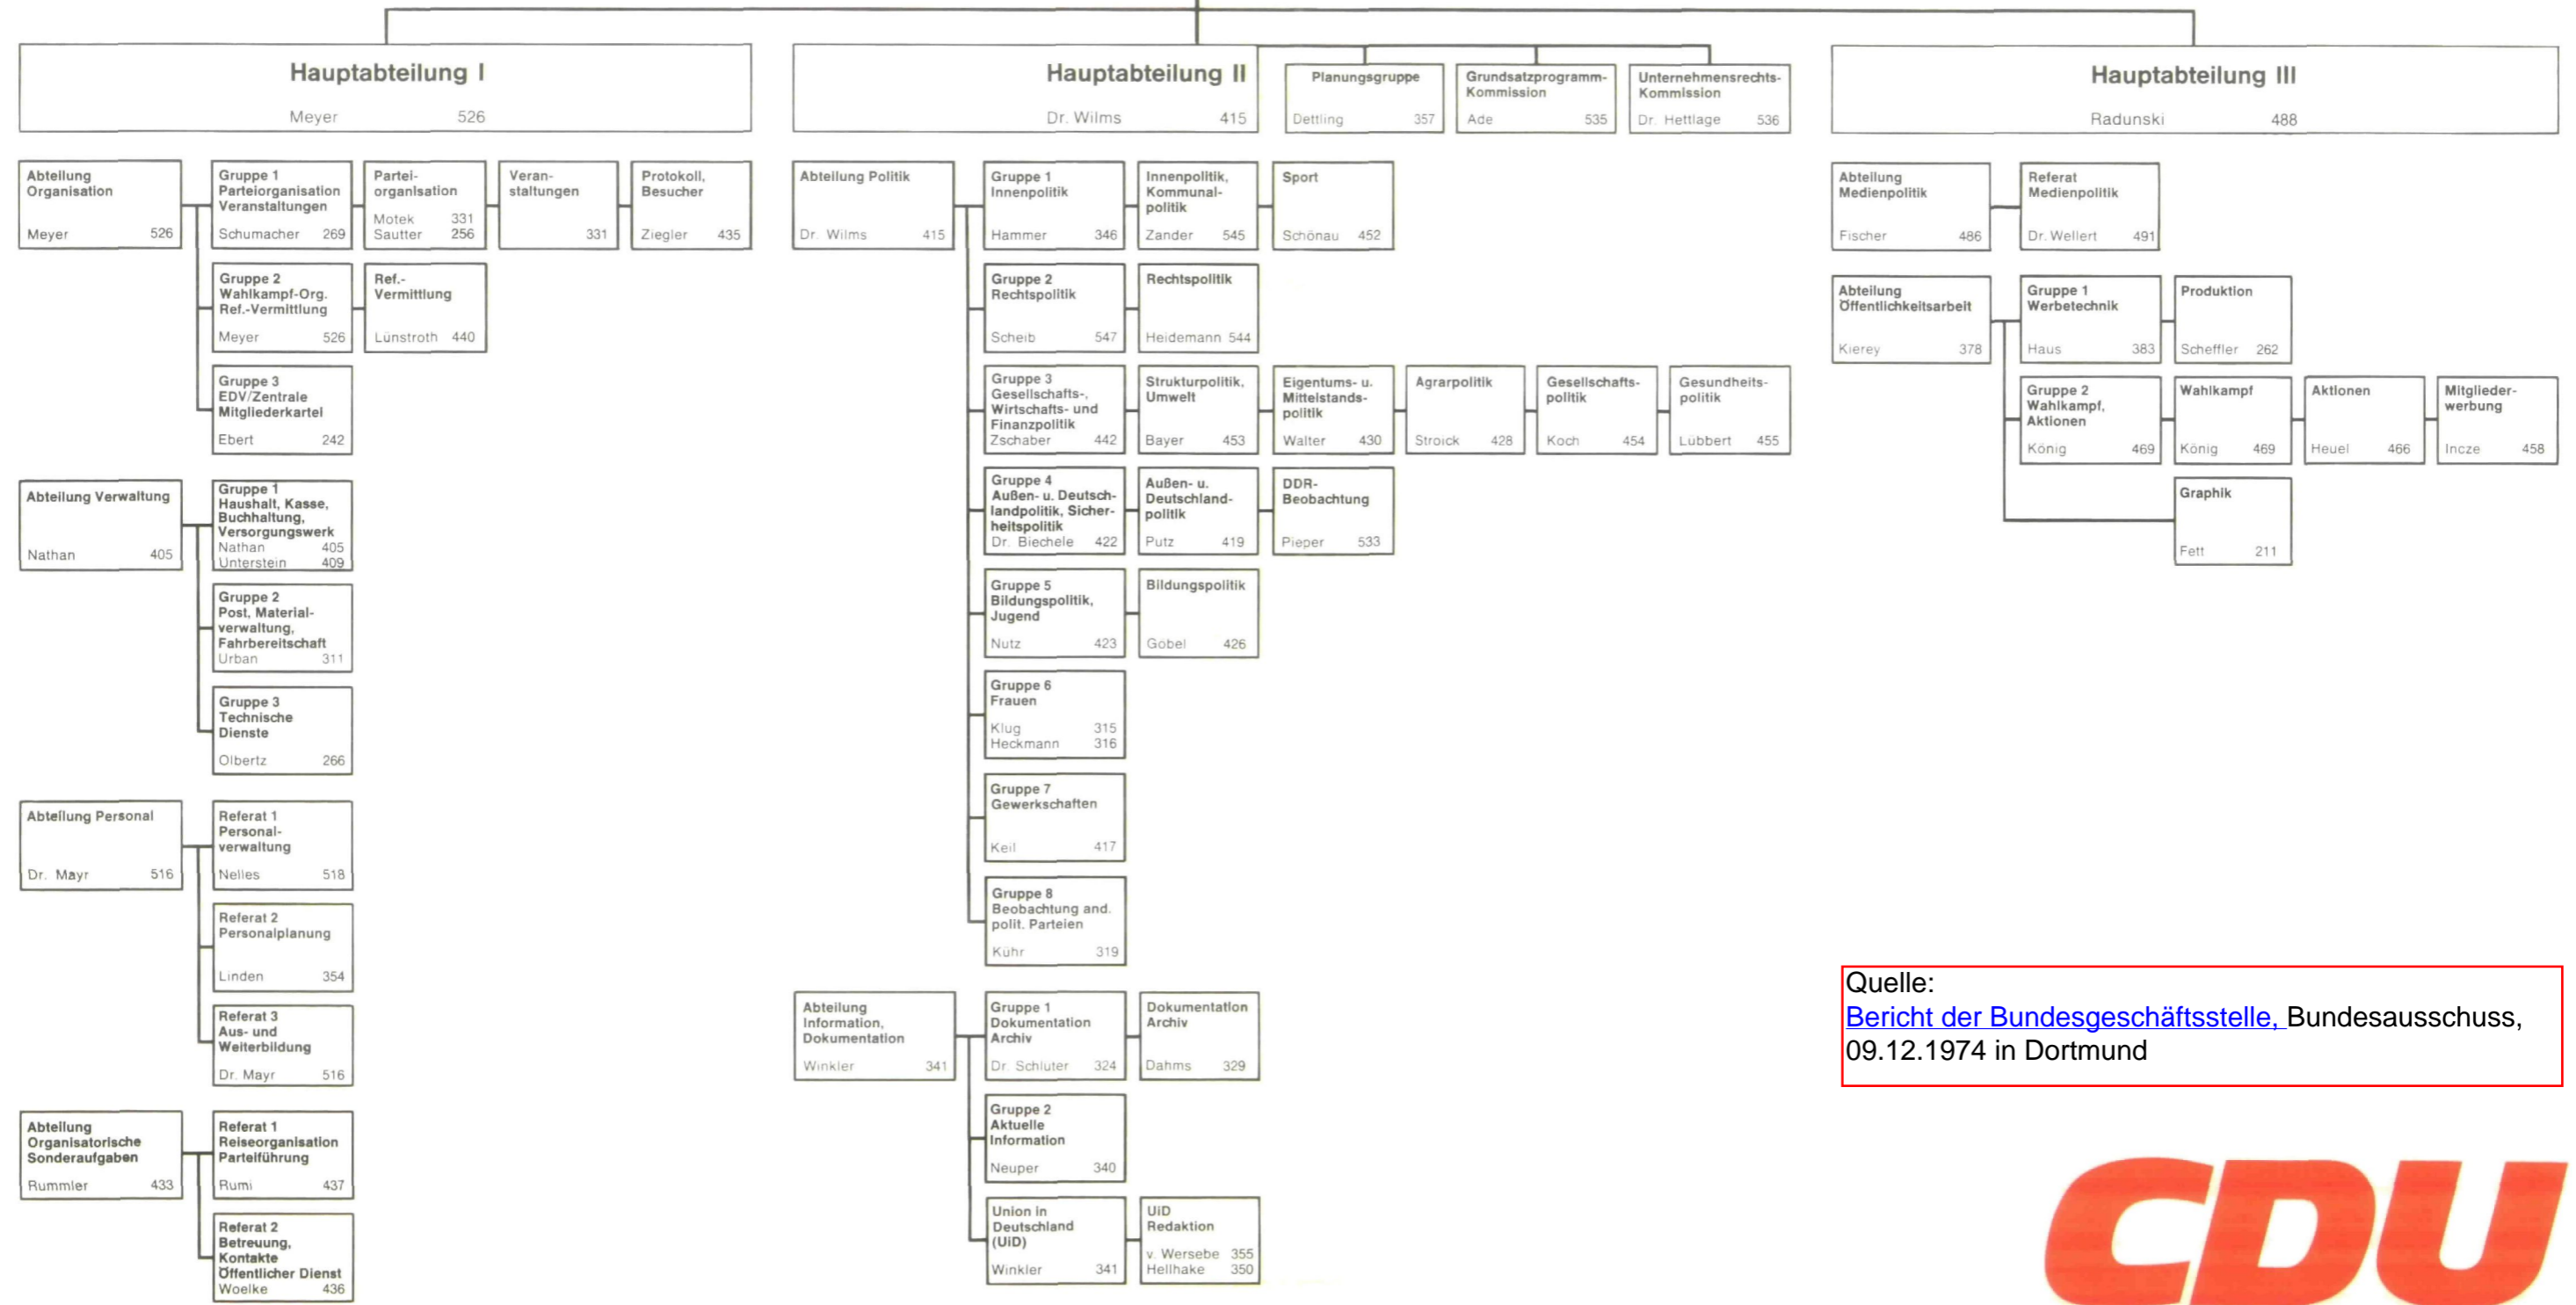 Hauptabteilung I
Meyer 526
Abteilung
Organisation
Meyer 526
Gruppe 1
Parteiorganisation
Veranstaltungen
Schumacher 269
Partei-
organisation
Motek 331
Sautter 256
Veran-
staltungen
331
Protokoll,
Besucher
Ziegler 435
Gruppe 2
Wahlkampf-Org.
Ref.-Vermittlung
Meyer 526
Ref.-
Vermittlung
Lünstroth 440
Gruppe 3
EDV/Zentrale
Mitgliederkartei
Ebert 242
Abteilung Verwaltung
Nathan 405
Gruppe 1
Haushalt, Kasse,
Buchhaltung,
Versorgungswerk
Nathan 405
Unterstein 409
Gruppe 2
Post, Material-
verwaltung,
Fahrbereitschaft
Urban 311
Gruppe 3
Technische
Dienste
Olbertz 266
Abteilung Personal
Dr. Mayr 516
Referat 1
Personal-
verwaltung
Nelles 518
Referat 2
Personalplanung
Linden 354
Referat 3
Aus- und
Weiterbildung
Dr. Mayr 516
Abteilung
Organisatorische
Sonderaufgaben
Rummler 433
Referat 1
Reiseorganisation
Parteiführung
Rumi 437
Referat 2
Betreuung,
Kontakte
Öffentlicher Dienst
Woelke 436
Hauptabteilung II
Dr. Wilms 415
Planungsgruppe
Dettling 357
Grundsatzprogramm-
Kommission
Ade 535
Unternehmensrechts-
Kommission
Dr. Hettlage 536
Abteilung Politik
Dr. Wilms 415
Gruppe 1
Innenpolitik
Hammer 346
Innenpolitik,
Kommunal-
politik
Zander 545
Sport
Schönau 452
Gruppe 2
Rechtspolitik
Scheib 547
Rechtspolitik
Heidemann 544
Gruppe 3
Gesellschafts-,
Wirtschafts- und
Finanzpolitik
Zschaber 442
Strukturpolitik,
Umwelt
Bayer 453
Eigentums- u.
Mittelstands-
politik
Walter 430
Agrarpolitik
Stroick 428
Gesellschafts-
politik
Koch 454
Gesundheits-
politik
Lübbert 455
Gruppe 4
Außen- u. Deutsch-
landpolitik, Sicher-
heitspolitik
Dr. Biechele 422
Außen- u.
Deutschland-
politik
Putz 419
DDR-
Beobachtung
Pieper 533
Gruppe 5
Bildungspolitik,
Jugend
Nutz 423
Bildungspolitik
Göbel 426
Gruppe 6
Frauen
Klug 315
Heckmann 316
Gruppe 7
Gewerkschaften
Keil 417
Gruppe 8
Beobachtung and.
polit. Parteien
Kühr 319
Abteilung
Information,
Dokumentation
Winkler 341
Gruppe 1
Dokumentation
Archiv
Dr. Schlüter 324
Dokumentation
Archiv
Dahms 329
Gruppe 2
Aktuelle
Information
Neuper 340
Union in
Deutschland
(UiD)
Winkler 341
UiD
Redaktion
v. Wersebe 355
Hellhake 350
Hauptabteilung III
Radunski 488
Abteilung
Medienpolitik
Fischer 486
Referat
Medienpolitik
Dr. Wellert 491
Abteilung
Öffentlichkeitsarbeit
Kierey 378
Gruppe 1
Werbetechnik
Haus 383
Produktion
Scheffler 262
Gruppe 2
Wahlkampf,
Aktionen
König 469
Wahlkampf
König 469
Aktionen
Heuel 466
Mitglieder-
werbung
Incze 458
Graphik
Fett 211
Quelle:
Bericht der Bundesgeschäftsstelle, Bundesausschuss,
09.12.1974 in Dortmund
CDU